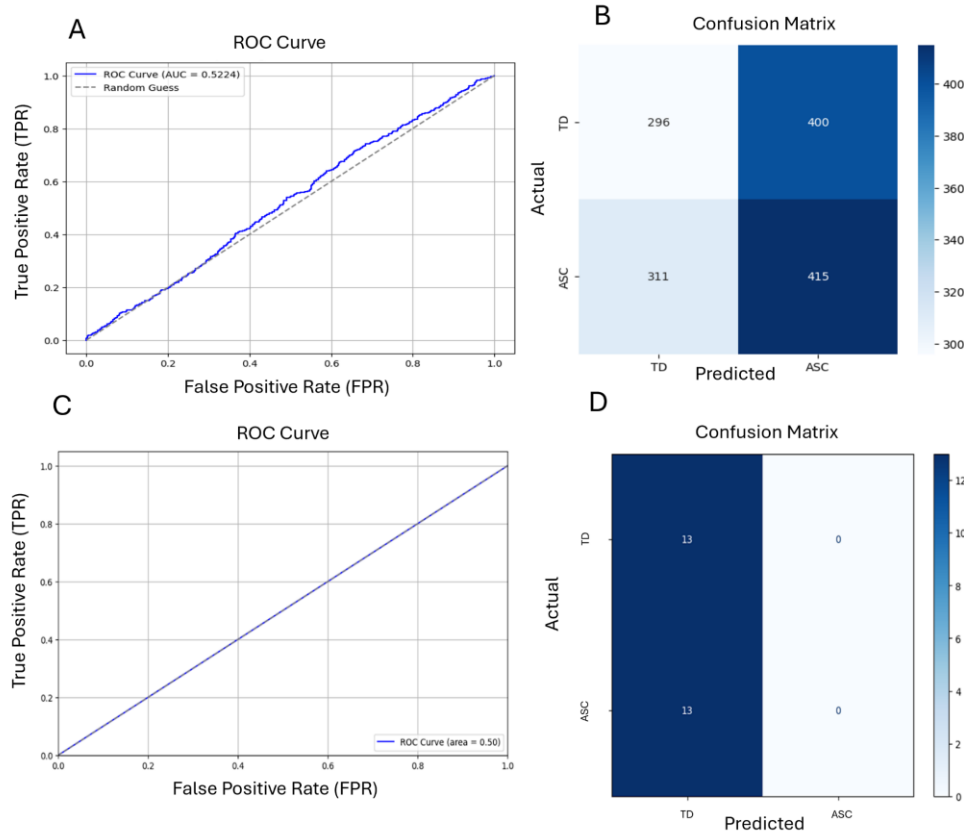 A
ROC Curve
ROC Curve (AUC = 0.5224)
Random Guess
True Positive Rate (TPR)
1.0
0.8
0.6
0.4
0.2
0.0
0.0 0.2 0.4 0.6 0.8 1.0
False Positive Rate (FPR)
B
Confusion Matrix
Actual
TD
296 400
ASC
311 415
TD ASC
Predicted
400
380
360
340
320
300
C
ROC Curve
True Positive Rate (TPR)
1.0
0.8
0.6
0.4
0.2
0.0
ROC Curve (area = 0.50)
0.0 0.2 0.4 0.6 0.8 1.0
False Positive Rate (FPR)
D
Confusion Matrix
Actual
TD
13 0
ASC
13 0
TD ASC
Predicted
12
10
8
6
4
2
0